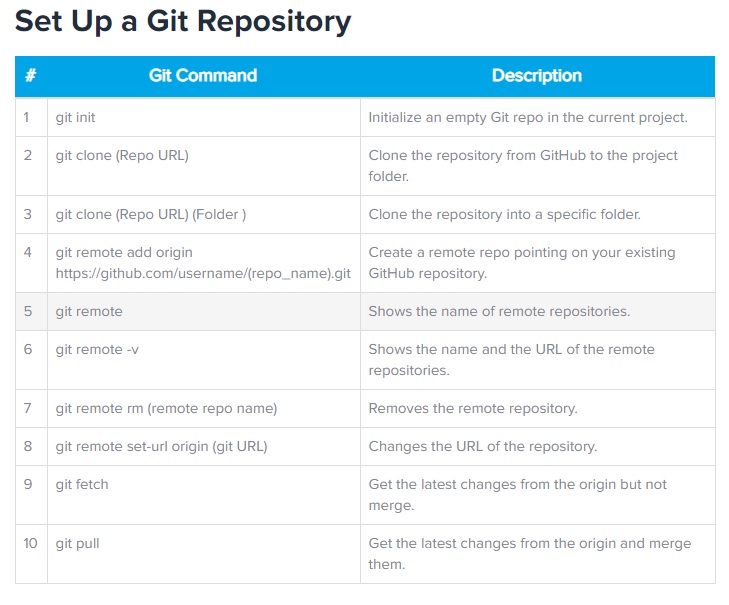 Set Up a Git Repository
# Git Command Description
1 git init Initialize an empty Git repo in the current project.
2 git clone (Repo URL) Clone the repository from GitHub to the project
folder.
3 git clone (Repo URL) (Folder ) Clone the repository into a specific folder.
4 git remote add origin Create a remote repo pointing on your existing
https://github.com/username/(repo_name).git GitHub repository.
5 git remote Shows the name of remote repositories.
6 git remote -v Shows the name and the URL of the remote
repositories.
7 git remote rm (remote repo name) Removes the remote repository.
8 git remote set-url origin (git URL) Changes the URL of the repository.
9 git fetch Get the latest changes from the origin but not
merge.
10 git pull Get the latest changes from the origin and merge
them.